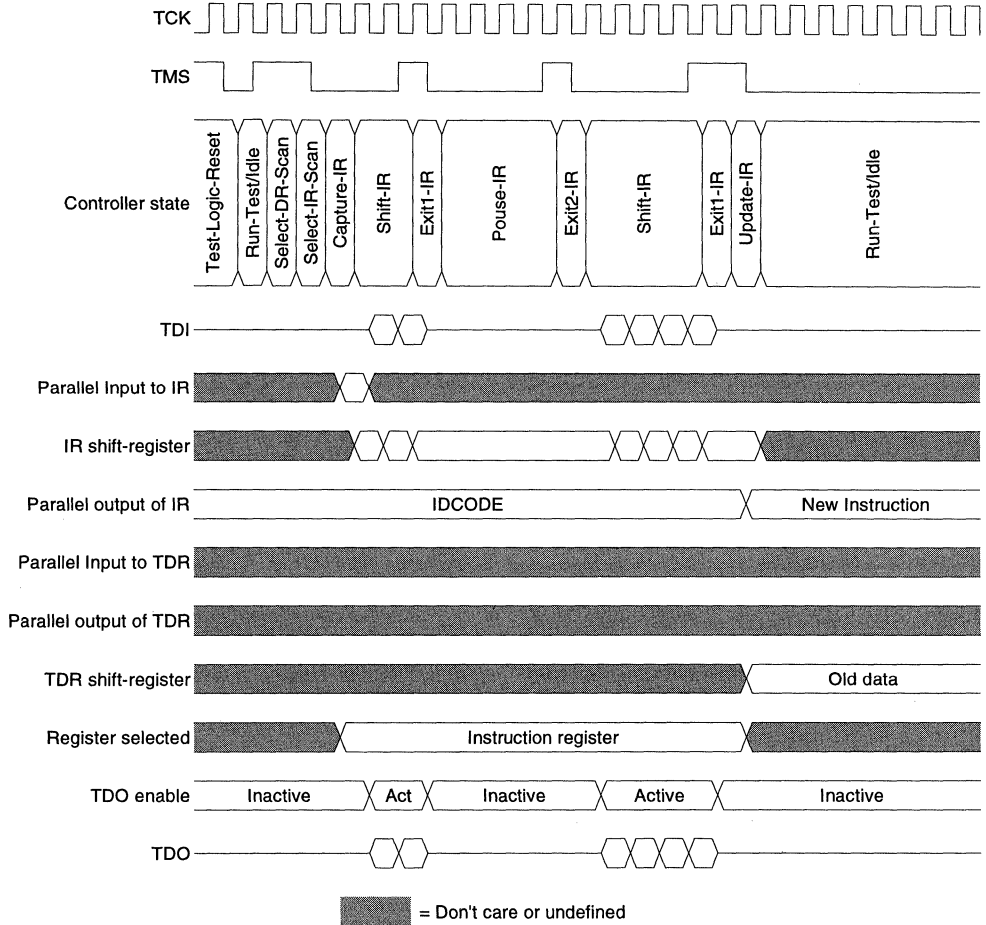 TCK
TMS
Controller state
Test-Logic-Reset
Run-Test/Idle
Select-DR-Scan
Select-IR-Scan
Capture-IR
Shift-IR
Exit1-IR
Pouse-IR
Exit2-IR
Shift-IR
Exit1-IR
Update-IR
Run-Test/Idle
TDI
Parallel Input to IR
IR shift-register
Parallel output of IR
IDCODE
New Instruction
Parallel Input to TDR
Parallel output of TDR
TDR shift-register
Old data
Register selected
Instruction register
TDO enable
Inactive
Act
Inactive
Active
Inactive
TDO
= Don't care or undefined